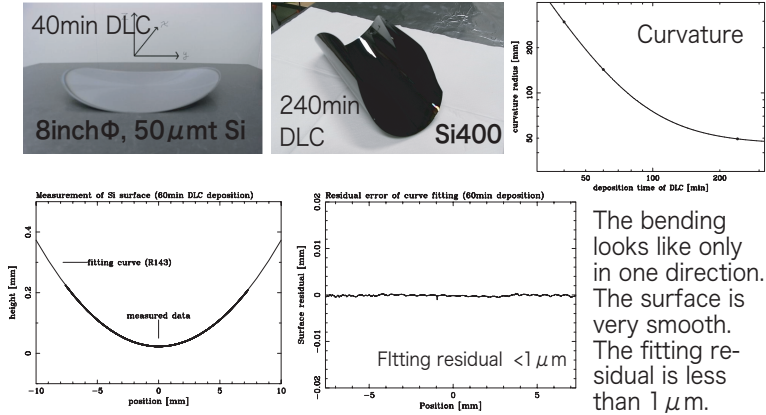 40min DLC
x
z
8inchΦ, 50μmt Si
240min
DLC
Si400
Curvature
curvature radius [mm]
200
100
50
50
100
200
deposition time of DLC [min]
Measurement of Si surface (60min DLC deposition)
height [mm]
0.4
0.2
0
fitting curve (R143)
measured data
−10
−5
0
5
10
position [mm]
Residual error of curve fitting (60min deposition)
Surface residual [mm]
0.02
0.01
0
−0.01
−0.02
FItting residual <1μm
−5
0
5
Position [mm]
The bending
looks like only
in one direction.
The surface is
very smooth.
The fitting re-
sidual is less
than 1μm.